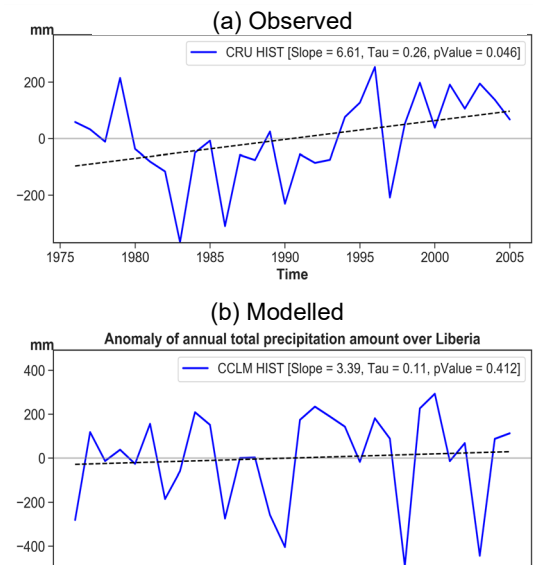 (a) Observed
mm
CRU HIST [Slope = 6.61, Tau = 0.26, pValue = 0.046]
200
0
−200
1975 1980 1985 1990 1995 2000 2005
Time
(b) Modelled
Anomaly of annual total precipitation amount over Liberia
mm
CCLM HIST [Slope = 3.39, Tau = 0.11, pValue = 0.412]
400
200
0
−200
−400